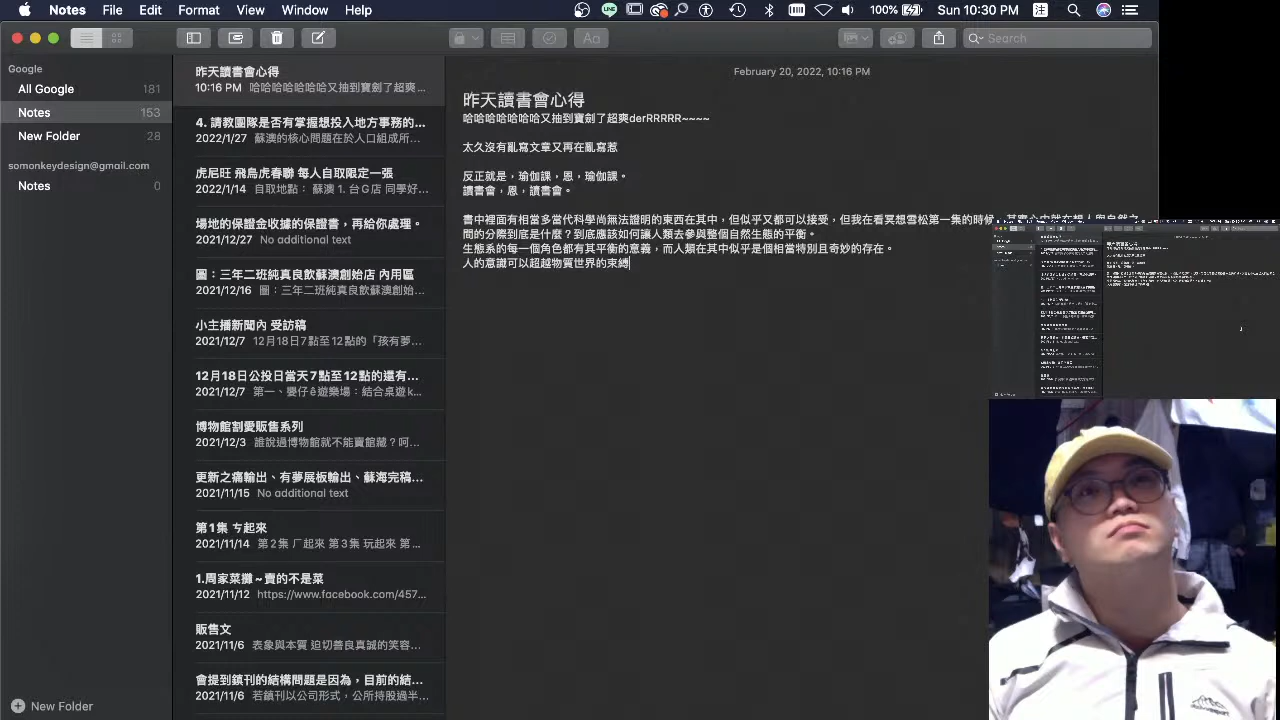 Notes File Edit Format View Window Help 100% Sun 10:30 PM 注
Aa Search
Google
All Google 181
Notes 153
New Folder 28
somonkeydesign@gmail.com
Notes 0
New Folder
昨天讀書會心得
10:16 PM 哈哈哈哈哈哈哈又抽到寶劍了超爽...
4. 請教團隊是否有掌握想投入地方事務的...
2022/1/27 蘇澳的核心問題在於人口組成所...
虎尼旺 飛鳥虎春聯 每人自取限定一張
2022/1/14 自取地點： 蘇澳 1. 台G店 同學好...
場地的保證金收據的保證書，再給你處理。
2021/12/27 No additional text
圖：三年二班純真的歌蘇澳創始店 內用區
2021/12/16 圖：三年二班純真的歌蘇澳創始...
小主播新聞內 受訪稿
2021/12/7 12月18日7點至12點的「孩有夢...
12月18日公投日當天7點至12點的還有...
2021/12/7 第一、嬰仔ê遊樂場：結合桌遊k...
博物館割愛販售系列
2021/12/3 誰說過博物館就不能賣館藏？呵...
更新之痛輸出、有夢展板輸出、蘇海完稿...
2021/11/15 No additional text
第1集 ㄘ起來
2021/11/14 第2集 ㄏ起來 第3集 玩起來 第...
1.周家菜攤~賣的不是菜
2021/11/12 https://www.facebook.com/457...
販售文
2021/11/6 表象與本質 迫切善良真誠的笑容...
會提到鎮刊的結構問題是因為，目前的結...
2021/11/6 若鎮刊以公司形式，公所持股過半...
February 20, 2022, 10:16 PM
昨天讀書會心得
哈哈哈哈哈哈哈又抽到寶劍了超爽derRRRRR~~~~
太久沒有亂寫文章又再在亂寫惹
反正就是，瑜伽課，恩，瑜伽課。
讀書會，恩，讀書會。
書中裡面有相當多當代科學尚無法證明的東西在其中，但似乎又都可以接受，但我在看冥想雪松第一集的時候，其實心中就在想人與自然之
間的分際到底是什麼？到底應該如何讓人類去參與整個自然生態的平衡。
生態系的每一個角色都有其平衡的意義，而人類在其中似乎是個相當特別且奇妙的存在。
人的意識可以超越物質世界的束縛